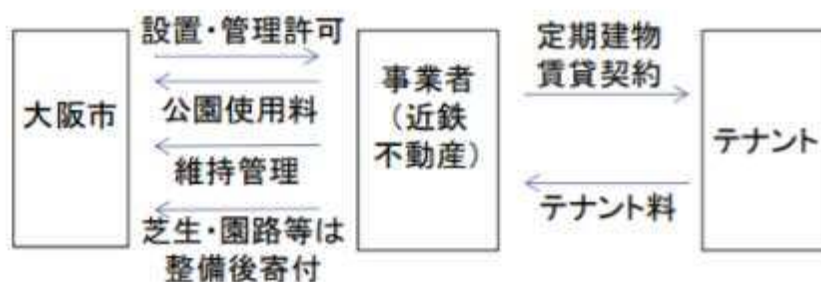 大阪市
設置・管理許可
公園使用料
維持管理
芝生・園路等は
整備後寄付
事業者
（近鉄
不動産）
定期建物
賃貸契約
テナント料
テナント